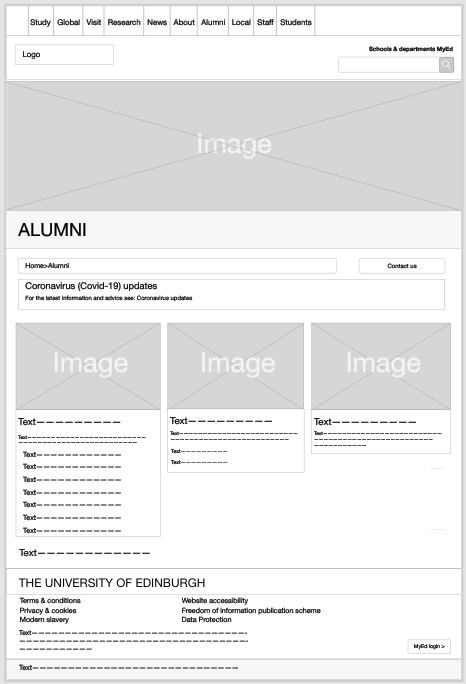 Study Global Visit Research News About Alumni Local Staff Students
Logo
Schools & departments MyEd
Image
ALUMNI
Home>Alumni
Contact us
Coronavirus (Covid-19) updates
For the latest information and advice see: Coronavirus updates
Image
Text
Text
Text
Text
Text
Text
Text
Text
Text
Image
Text
Text
Text
Text
Image
Text
Text
Text
THE UNIVERSITY OF EDINBURGH
Terms & conditions
Privacy & cookies
Modern slavery
Website accessibility
Freedom of information publication scheme
Data Protection
Text
MyEd login >
Text